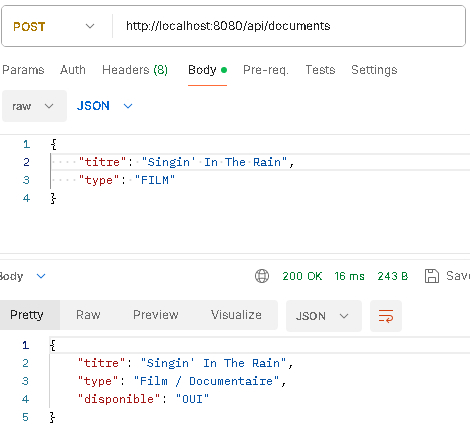 POST http://localhost:8080/api/documents
Params Auth Headers (8) Body Pre-req. Tests Settings
raw JSON
1 {
2 "titre": "Singin' In The Rain",
3 "type": "FILM"
4 }
Body 200 OK 16 ms 243 B Save
Pretty Raw Preview Visualize JSON
1 {
2 "titre": "Singin' In The Rain",
3 "type": "Film / Documentaire",
4 "disponible": "OUI"
5 }